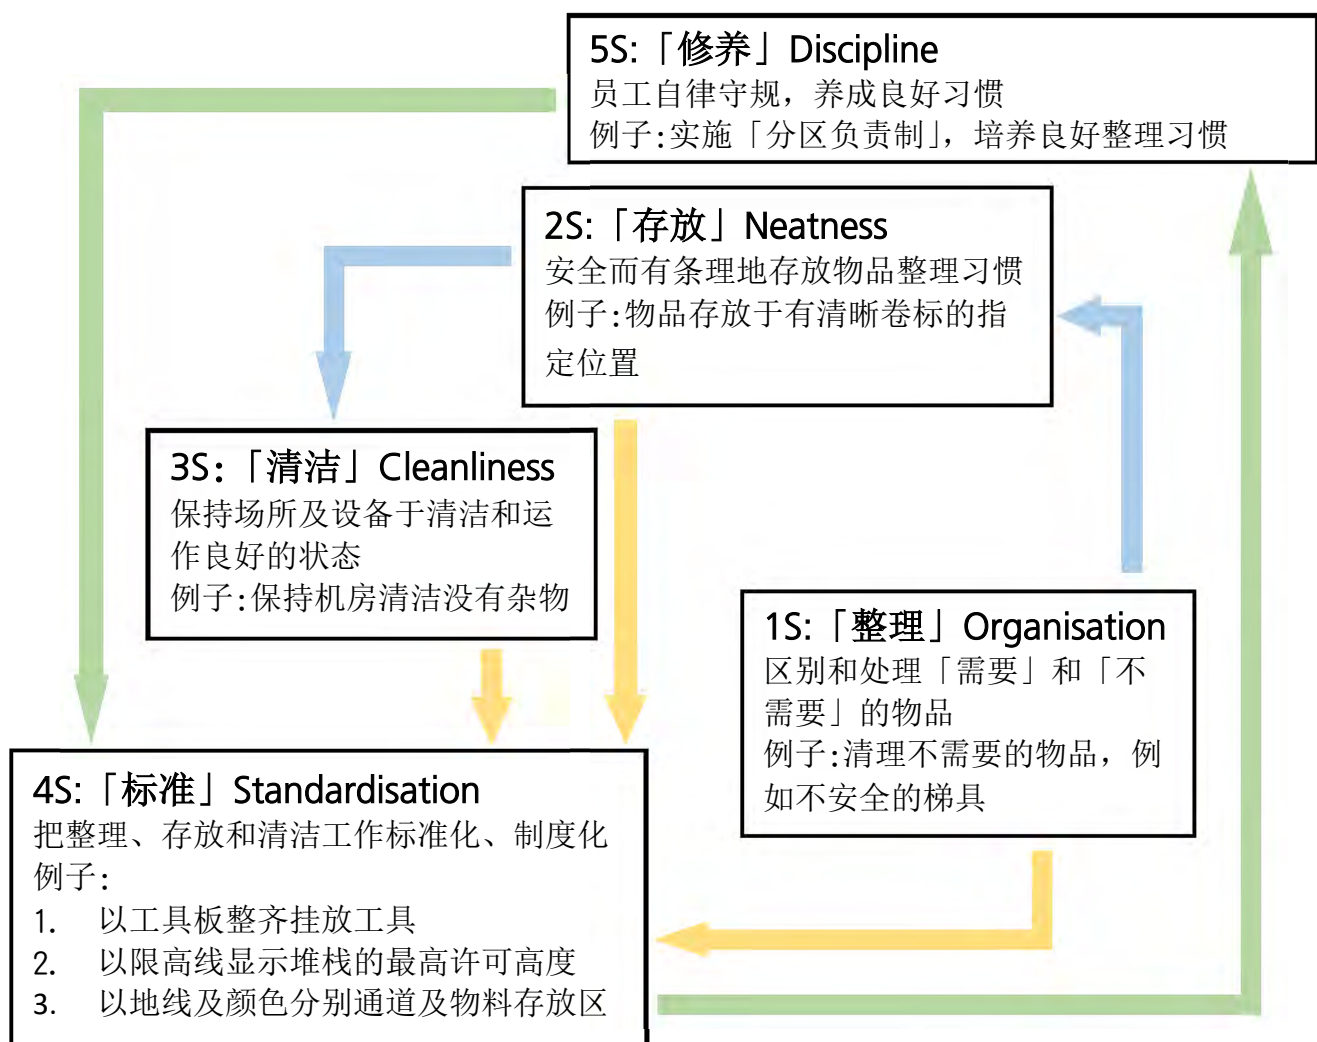 5S:「修养」Discipline
员工自律守规，养成良好习惯
例子:实施「分区负责制」，培养良好整理习惯
2S:「存放」Neatness
安全而有条理地存放物品整理习惯
例子:物品存放于有清晰卷标的指
定位置
3S:「清洁」Cleanliness
保持场所及设备于清洁和运
作良好的状态
例子:保持机房清洁没有杂物
1S:「整理」Organisation
区别和处理「需要」和「不
需要」的物品
例子:清理不需要的物品，例
如不安全的梯具
4S:「标准」Standardisation
把整理、存放和清洁工作标准化、制度化
例子:
1. 以工具板整齐挂放工具
2. 以限高线显示堆栈的最高许可高度
3. 以地线及颜色分别通道及物料存放区